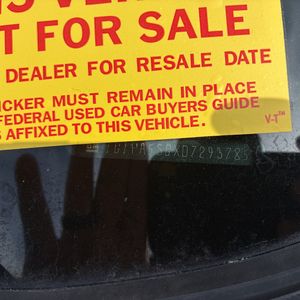 T FOR SALE
DEALER FOR RESALE DATE
ICKER MUST REMAIN IN PLACE
FEDERAL USED CAR BUYERS GUIDE
S AFFIXED TO THIS VEHICLE.
V-T™